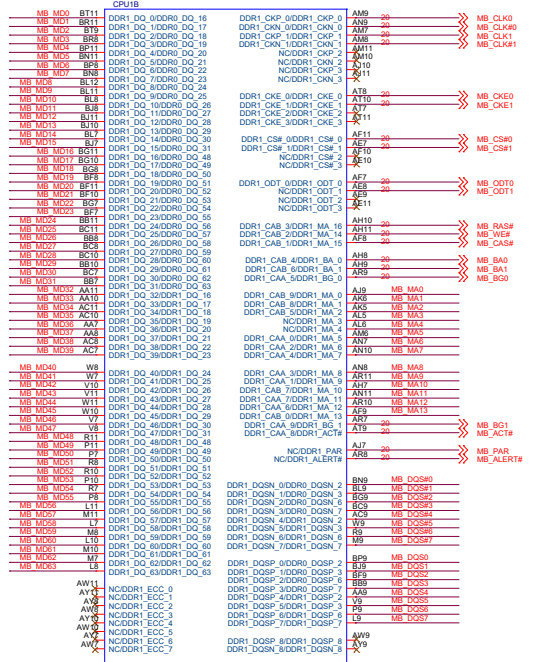 CPU1B
MB_MD0 BT11 DDR1_DQ_0/DDR0_DQ_16
MB_MD1 BR11 DDR1_DQ_1/DDR0_DQ_17
MB_MD2 BT9 DDR1_DQ_2/DDR0_DQ_18
MB_MD3 BR8 DDR1_DQ_3/DDR0_DQ_19
MB_MD4 BP11 DDR1_DQ_4/DDR0_DQ_20
MB_MD5 BN11 DDR1_DQ_5/DDR0_DQ_21
MB_MD6 BP8 DDR1_DQ_6/DDR0_DQ_22
MB_MD7 BN8 DDR1_DQ_7/DDR0_DQ_23
MB_MD8 BL12 DDR1_DQ_8/DDR0_DQ_24
MB_MD9 BL11 DDR1_DQ_9/DDR0_DQ_25
MB_MD10 BL8 DDR1_DQ_10/DDR0_DQ_26
MB_MD11 BJ8 DDR1_DQ_11/DDR0_DQ_27
MB_MD12 BJ11 DDR1_DQ_12/DDR0_DQ_28
MB_MD13 BJ10 DDR1_DQ_13/DDR0_DQ_29
MB_MD14 BL7 DDR1_DQ_14/DDR0_DQ_30
MB_MD15 BJ7 DDR1_DQ_15/DDR0_DQ_31
MB_MD16 BG11 DDR1_DQ_16/DDR0_DQ_48
MB_MD17 BG10 DDR1_DQ_17/DDR0_DQ_49
MB_MD18 BG8 DDR1_DQ_18/DDR0_DQ_50
MB_MD19 BF8 DDR1_DQ_19/DDR0_DQ_51
MB_MD20 BF11 DDR1_DQ_20/DDR0_DQ_52
MB_MD21 BF10 DDR1_DQ_21/DDR0_DQ_53
MB_MD22 BG7 DDR1_DQ_22/DDR0_DQ_54
MB_MD23 BF7 DDR1_DQ_23/DDR0_DQ_55
MB_MD24 BB11 DDR1_DQ_24/DDR0_DQ_56
MB_MD25 BC11 DDR1_DQ_25/DDR0_DQ_57
MB_MD26 BB8 DDR1_DQ_26/DDR0_DQ_58
MB_MD27 BC8 DDR1_DQ_27/DDR0_DQ_59
MB_MD28 BC10 DDR1_DQ_28/DDR0_DQ_60
MB_MD29 BB10 DDR1_DQ_29/DDR0_DQ_61
MB_MD30 BC7 DDR1_DQ_30/DDR0_DQ_62
MB_MD31 BB7 DDR1_DQ_31/DDR0_DQ_63
MB_MD32 AA11 DDR1_DQ_32/DDR1_DQ_16
MB_MD33 AA10 DDR1_DQ_33/DDR1_DQ_17
MB_MD34 AC11 DDR1_DQ_34/DDR1_DQ_18
MB_MD35 AC10 DDR1_DQ_35/DDR1_DQ_19
MB_MD36 AA7 DDR1_DQ_36/DDR1_DQ_20
MB_MD37 AA8 DDR1_DQ_37/DDR1_DQ_21
MB_MD38 AC8 DDR1_DQ_38/DDR1_DQ_22
MB_MD39 AC7 DDR1_DQ_39/DDR1_DQ_23
MB_MD40 W8 DDR1_DQ_40/DDR1_DQ_24
MB_MD41 W7 DDR1_DQ_41/DDR1_DQ_25
MB_MD42 V10 DDR1_DQ_42/DDR1_DQ_26
MB_MD43 V11 DDR1_DQ_43/DDR1_DQ_27
MB_MD44 W11 DDR1_DQ_44/DDR1_DQ_28
MB_MD45 W10 DDR1_DQ_45/DDR1_DQ_29
MB_MD46 V7 DDR1_DQ_46/DDR1_DQ_30
MB_MD47 V8 DDR1_DQ_47/DDR1_DQ_31
MB_MD48 R11 DDR1_DQ_48/DDR1_DQ_48
MB_MD49 P11 DDR1_DQ_49/DDR1_DQ_49
MB_MD50 P7 DDR1_DQ_50/DDR1_DQ_50
MB_MD51 R8 DDR1_DQ_51/DDR1_DQ_51
MB_MD52 R10 DDR1_DQ_52/DDR1_DQ_52
MB_MD53 P10 DDR1_DQ_53/DDR1_DQ_53
MB_MD54 R7 DDR1_DQ_54/DDR1_DQ_54
MB_MD55 P8 DDR1_DQ_55/DDR1_DQ_55
MB_MD56 L11 DDR1_DQ_56/DDR1_DQ_56
MB_MD57 M11 DDR1_DQ_57/DDR1_DQ_57
MB_MD58 L7 DDR1_DQ_58/DDR1_DQ_58
MB_MD59 M8 DDR1_DQ_59/DDR1_DQ_59
MB_MD60 L10 DDR1_DQ_60/DDR1_DQ_60
MB_MD61 M10 DDR1_DQ_61/DDR1_DQ_61
MB_MD62 M7 DDR1_DQ_62/DDR1_DQ_62
MB_MD63 L8 DDR1_DQ_63/DDR1_DQ_63
AW11 NC/DDR1_ECC_0
AY11 NC/DDR1_ECC_1
AY8 NC/DDR1_ECC_2
AW8 NC/DDR1_ECC_3
AY10 NC/DDR1_ECC_4
AW10 NC/DDR1_ECC_5
AY7 NC/DDR1_ECC_6
AW7 NC/DDR1_ECC_7
DDR1_CKP_0/DDR1_CKP_0 AM9 20 MB_CLK0
DDR1_CKN_0/DDR1_CKN_0 AN9 20 MB_CLK#0
DDR1_CKP_1/DDR1_CKP_1 AM7 20 MB_CLK1
DDR1_CKN_1/DDR1_CKN_1 AM8 20 MB_CLK#1
NC/DDR1_CKP_2 AM11
NC/DDR1_CKN_2 AM10
NC/DDR1_CKP_3 AJ10
NC/DDR1_CKN_3 AJ11
DDR1_CKE_0/DDR1_CKE_0 AT8 20 MB_CKE0
DDR1_CKE_1/DDR1_CKE_1 AT10 20 MB_CKE1
DDR1_CKE_2/DDR1_CKE_2 AT7
DDR1_CKE_3/DDR1_CKE_3 AT11
DDR1_CS#_0/DDR1_CS#_0 AF11 20 MB_CS#0
DDR1_CS#_1/DDR1_CS#_1 AE7 20 MB_CS#1
NC/DDR1_CS#_2 AF10
NC/DDR1_CS#_3 AE10
DDR1_ODT_0/DDR1_ODT_0 AF7 20 MB_ODT0
NC/DDR1_ODT_1 AE8 20 MB_ODT1
NC/DDR1_ODT_2 AE9
NC/DDR1_ODT_3 AE11
DDR1_CAB_3/DDR1_MA_16 AH10 20 MB_RAS#
DDR1_CAB_2/DDR1_MA_14 AH11 20 MB_WE#
DDR1_CAB_1/DDR1_MA_15 AF8 20 MB_CAS#
DDR1_CAB_4/DDR1_BA_0 AH8 20 MB_BA0
DDR1_CAB_6/DDR1_BA_1 AH9 20 MB_BA1
DDR1_CAA_5/DDR1_BG_0 AR9 20 MB_BG0
DDR1_CAB_9/DDR1_MA_0 AJ9 MB_MA0
DDR1_CAB_8/DDR1_MA_1 AK6 MB_MA1
DDR1_CAB_5/DDR1_MA_2 AK5 MB_MA2
NC/DDR1_MA_3 AL5 MB_MA3
NC/DDR1_MA_4 AL6 MB_MA4
DDR1_CAA_0/DDR1_MA_5 AM6 MB_MA5
DDR1_CAA_2/DDR1_MA_6 AN7 MB_MA6
DDR1_CAA_4/DDR1_MA_7 AN10 MB_MA7
DDR1_CAA_3/DDR1_MA_8 AN8 MB_MA8
DDR1_CAA_1/DDR1_MA_9 AR11 MB_MA9
DDR1_CAB_7/DDR1_MA_10 AH7 MB_MA10
DDR1_CAA_7/DDR1_MA_11 AN11 MB_MA11
DDR1_CAA_6/DDR1_MA_12 AR10 MB_MA12
DDR1_CAB_0/DDR1_MA_13 AF9 MB_MA13
DDR1_CAA_9/DDR1_BG_1 AR7 20 MB_BG1
DDR1_CAA_8/DDR1_ACT# AT9 20 MB_ACT#
NC/DDR1_PAR AJ7 20 MB_PAR
NC/DDR1_ALERT# AR8 20 MB_ALERT#
DDR1_DQSN_0/DDR0_DQSN_2 BN9 MB_DQS#0
DDR1_DQSN_1/DDR0_DQSN_3 BL9 MB_DQS#1
DDR1_DQSN_2/DDR0_DQSN_6 BG9 MB_DQS#2
DDR1_DQSN_3/DDR0_DQSN_7 BC9 MB_DQS#3
DDR1_DQSN_4/DDR1_DQSN_2 AC9 MB_DQS#4
DDR1_DQSN_5/DDR1_DQSN_3 W9 MB_DQS#5
DDR1_DQSN_6/DDR1_DQSN_6 R9 MB_DQS#6
DDR1_DQSN_7/DDR1_DQSN_7 M9 MB_DQS#7
DDR1_DQSP_0/DDR0_DQSP_2 BP9 MB_DQS0
DDR1_DQSP_1/DDR0_DQSP_3 BJ9 MB_DQS1
DDR1_DQSP_2/DDR0_DQSP_6 BF9 MB_DQS2
DDR1_DQSP_3/DDR0_DQSP_7 BB9 MB_DQS3
DDR1_DQSP_4/DDR1_DQSP_2 AA9 MB_DQS4
DDR1_DQSP_5/DDR1_DQSP_3 V9 MB_DQS5
DDR1_DQSP_6/DDR1_DQSP_6 P9 MB_DQS6
DDR1_DQSP_7/DDR1_DQSP_7 L9 MB_DQS7
DDR1_DQSP_8/DDR1_DQSP_8 AW9
DDR1_DQSN_8/DDR1_DQSN_8 AY9